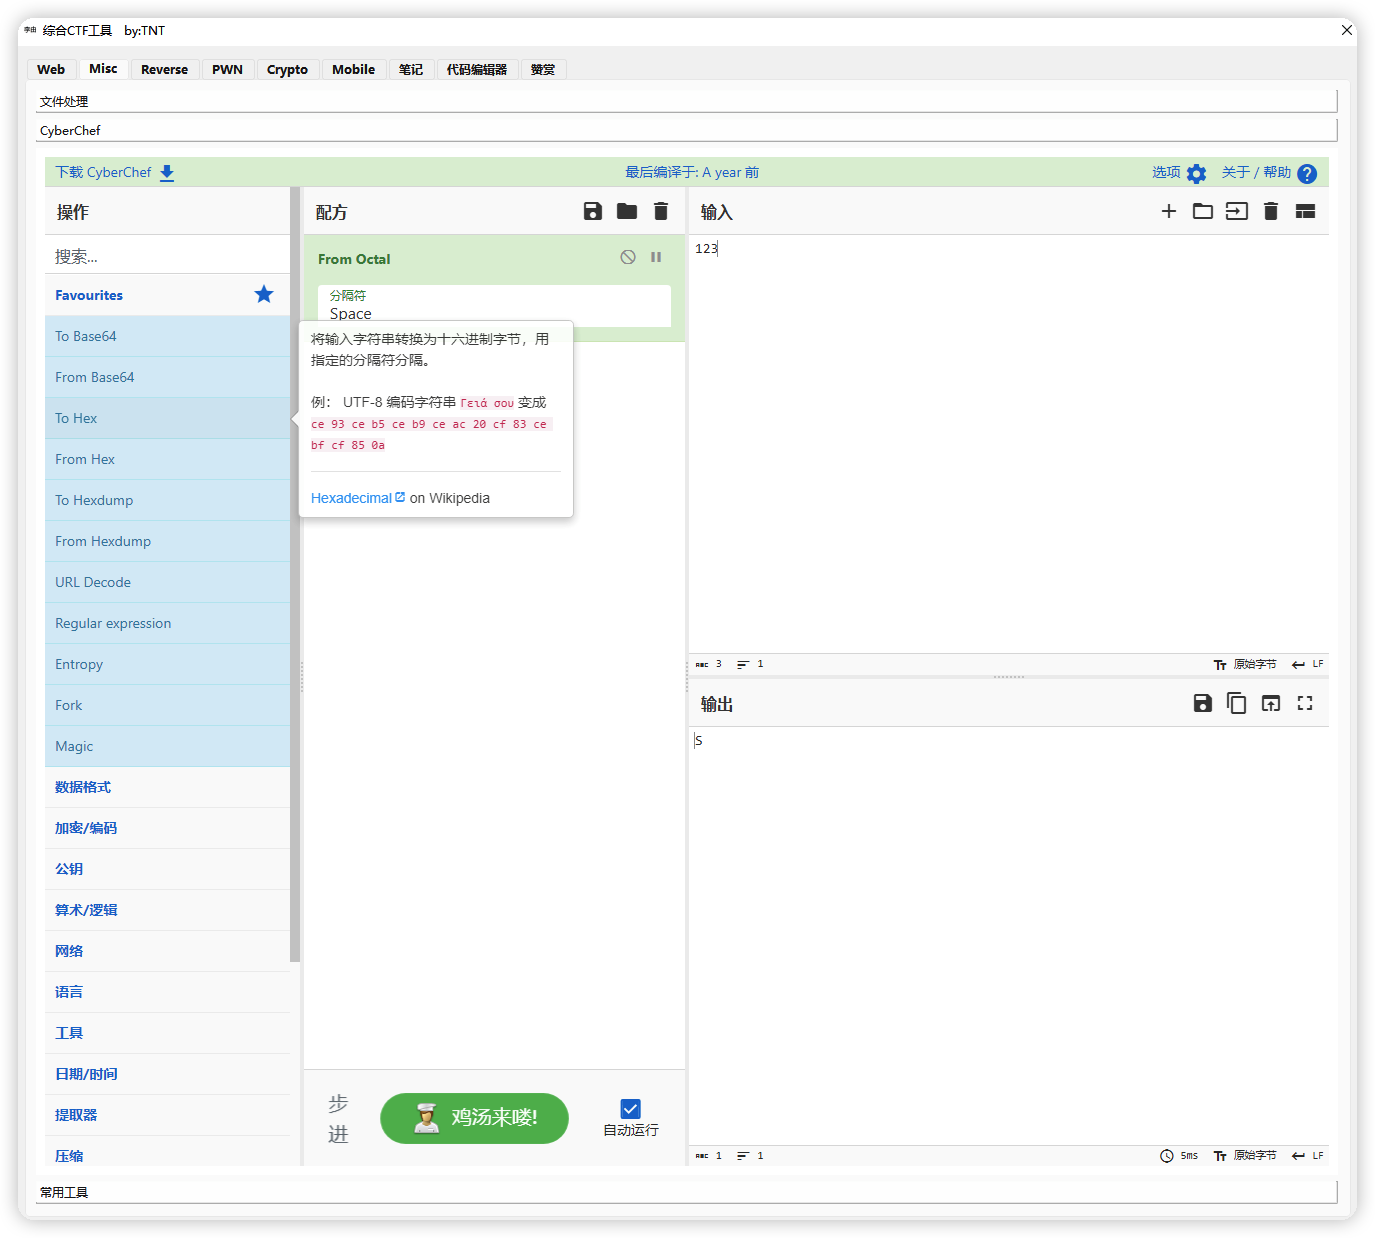 综合CTF工具 by:TNT
Web Misc Reverse PWN Crypto Mobile 笔记 代码编辑器 赞赏
文件处理
CyberChef
下载 CyberChef 最后编译于: A year 前 选项 关于 / 帮助
操作
搜索...
Favourites
To Base64
From Base64
To Hex
From Hex
To Hexdump
From Hexdump
URL Decode
Regular expression
Entropy
Fork
Magic
数据格式
加密/编码
公钥
算术/逻辑
网络
语言
工具
日期/时间
提取器
压缩
配方
From Octal
分隔符
Space
将输入字符串转换为十六进制字节，用
指定的分隔符分隔。
例： UTF-8 编码字符串 Γειά σου 变成
ce 93 ce b5 ce b9 ce ac 20 cf 83 ce
bf cf 85 0a
Hexadecimal on Wikipedia
步
进
鸡汤来喽!
自动运行
输入
123
ABC 3 1 Tт 原始字节 LF
输出
S
ABC 1 1 5ms Tт 原始字节 LF
常用工具